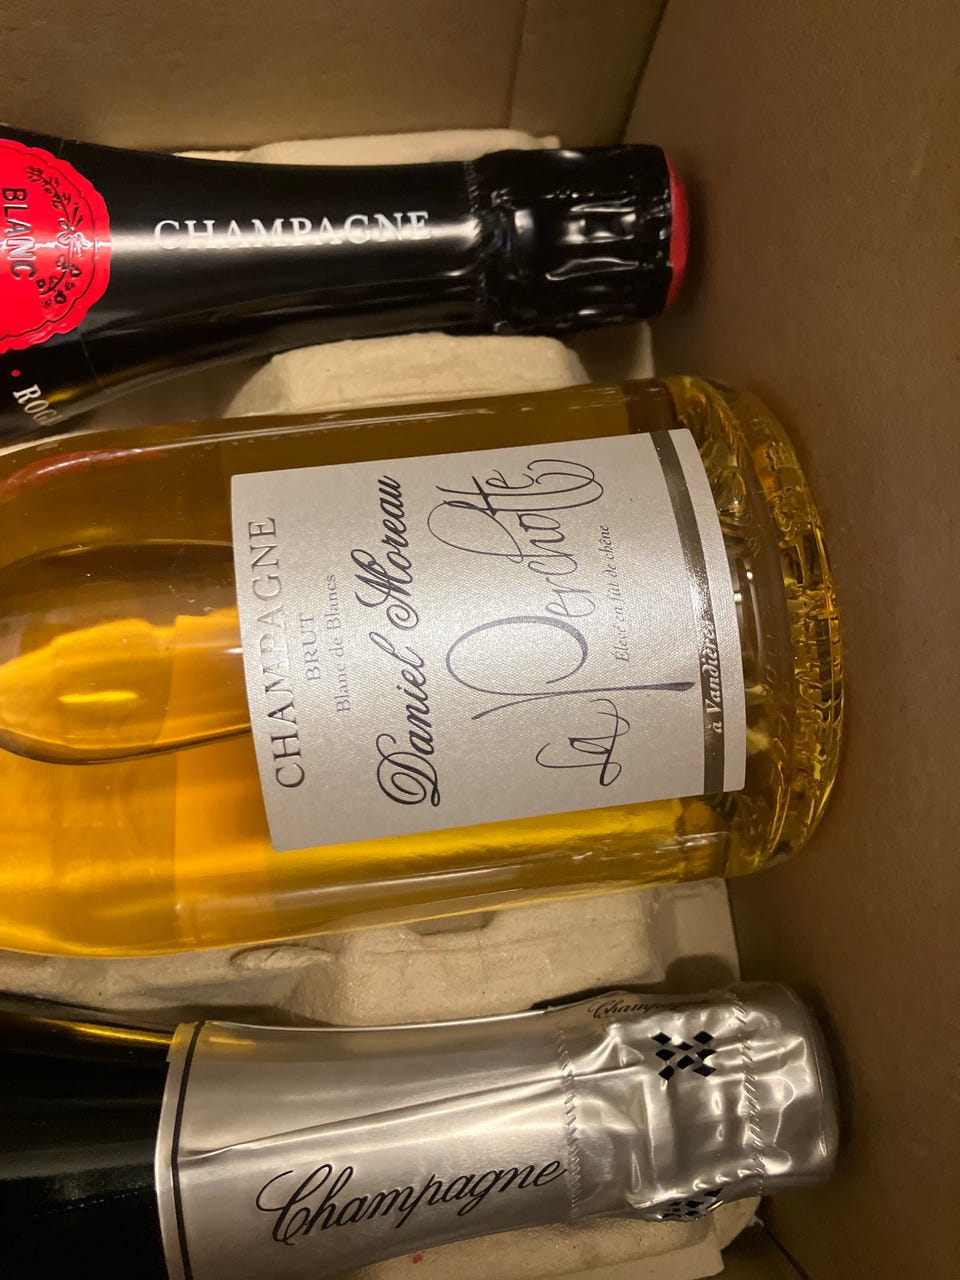 BLANC
CHAMPAGNE
CHAMPAGNE
BRUT
Blanc de Blancs
Daniel Moreau
La Perchotte
Elevé en fût de chêne
à Vandières
Champagne
Champagne